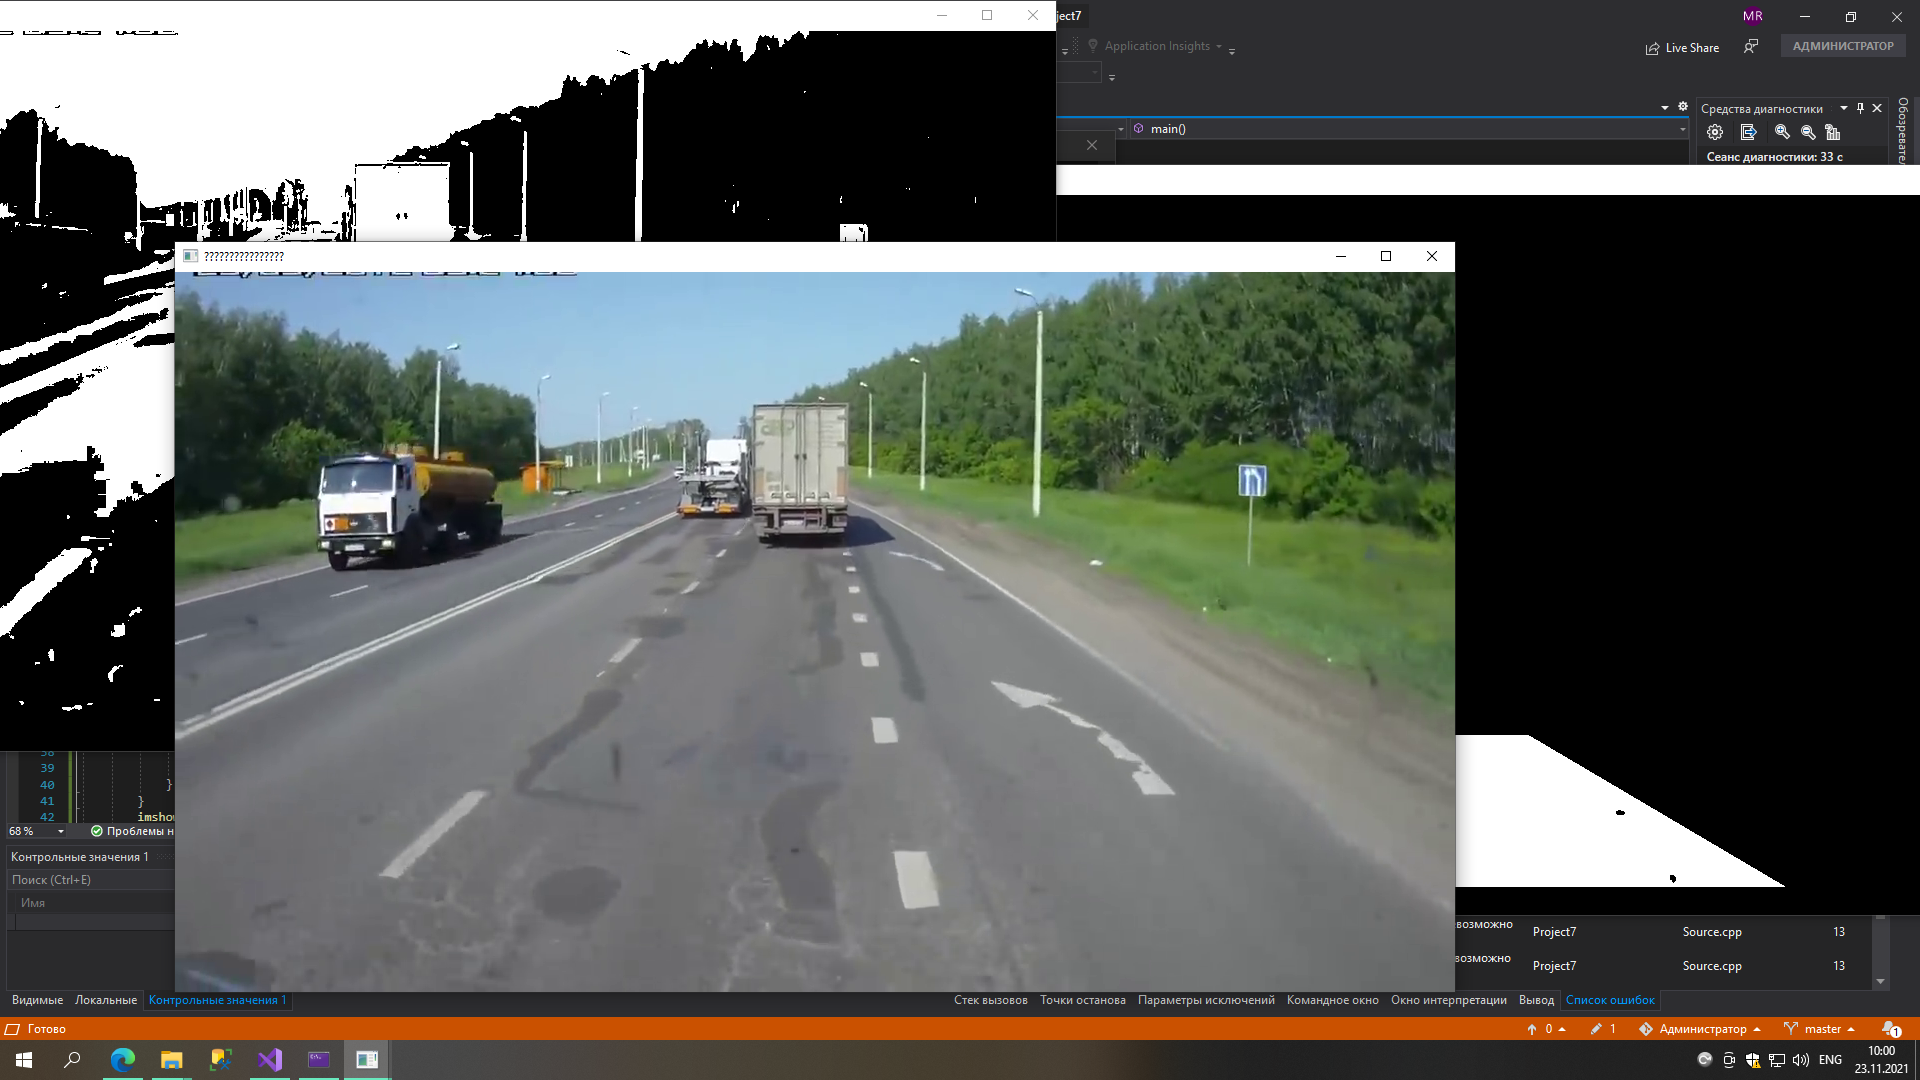 ject7
MR
Application Insights
Live Share
АДМИНИСТРАТОР
Средства диагностики
main()
Сеанс диагностики: 33 с
????????????????
38
39
40 }
41 }
42 imshow
68 %
Проблемы н
Контрольные значения 1
Поиск (Ctrl+E)
Имя
возможно Project7 Source.cpp 13
возможно Project7 Source.cpp 13
Видимые Локальные Контрольные значения 1
Стек вызовов Точки останова Параметры исключений Командное окно Окно интерпретации Вывод Список ошибок
Готово
0 1 Администратор master 1
ENG
10:00
23.11.2021